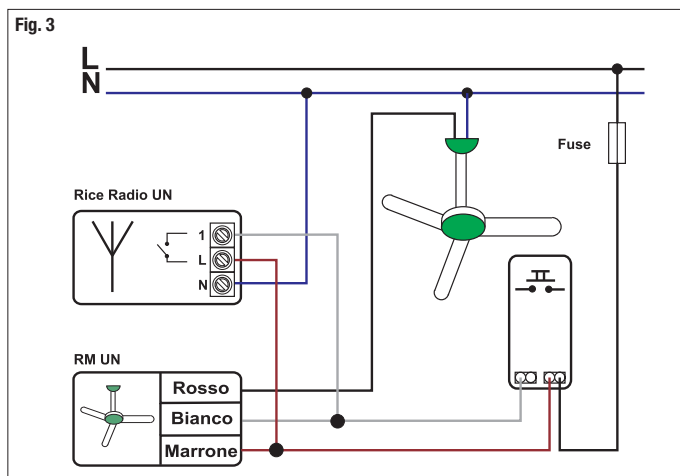 Fig. 3
L
N
Fuse
Rice Radio UN
1
L
N
RM UN
Rosso
Bianco
Marrone